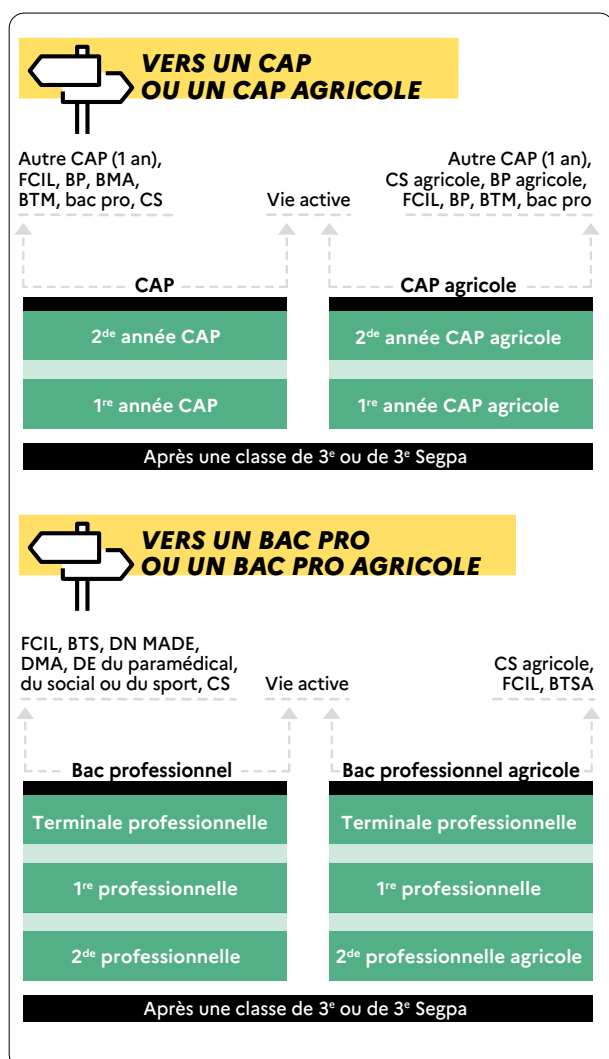 VERS UN CAP
OU UN CAP AGRICOLE
Autre CAP (1 an),
FCIL, BP, BMA,
BTM, bac pro, CS
Vie active
Autre CAP (1 an),
CS agricole, BP agricole,
FCIL, BP, BTM, bac pro
CAP
CAP agricole
2de année CAP
2de année CAP agricole
1re année CAP
1re année CAP agricole
Après une classe de 3e ou de 3e Segpa
VERS UN BAC PRO
OU UN BAC PRO AGRICOLE
FCIL, BTS, DN MADE,
DMA, DE du paramédical,
du social ou du sport, CS
Vie active
CS agricole,
FCIL, BTSA
Bac professionnel
Bac professionnel agricole
Terminale professionnelle
Terminale professionnelle
1re professionnelle
1re professionnelle
2de professionnelle
2de professionnelle agricole
Après une classe de 3e ou de 3e Segpa